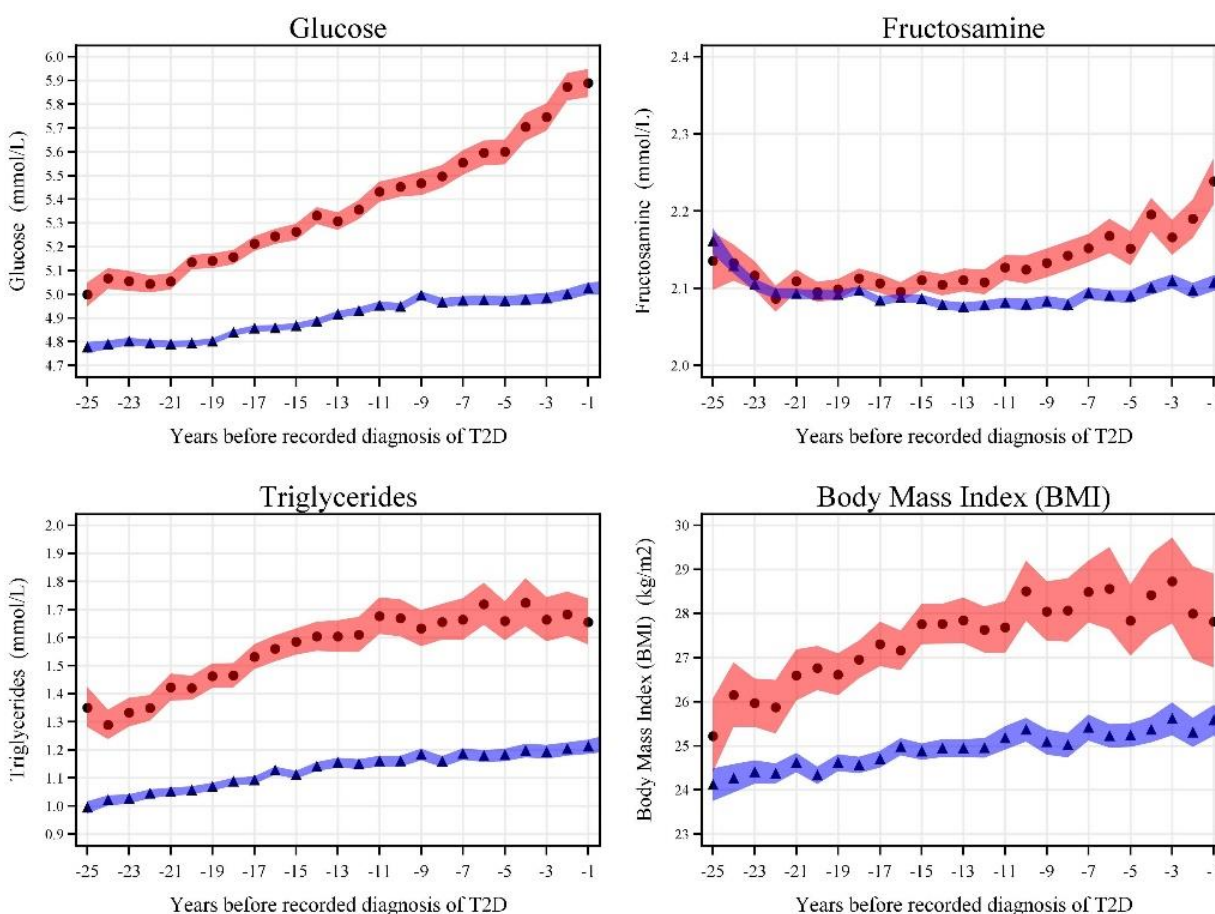 Glucose
Glucose (mmol/L)
6.0
5.9
5.8
5.7
5.6
5.5
5.4
5.3
5.2
5.1
5.0
4.9
4.8
4.7
-25 -23 -21 -19 -17 -15 -13 -11 -9 -7 -5 -3 -1
Years before recorded diagnosis of T2D
Fructosamine
Fructosamine (mmol/L)
2.4
2.3
2.2
2.1
2.0
-25 -23 -21 -19 -17 -15 -13 -11 -9 -7 -5 -3 -1
Years before recorded diagnosis of T2D
Triglycerides
Triglycerides (mmol/L)
2.0
1.9
1.8
1.7
1.6
1.5
1.4
1.3
1.2
1.1
1.0
0.9
-25 -23 -21 -19 -17 -15 -13 -11 -9 -7 -5 -3 -1
Years before recorded diagnosis of T2D
Body Mass Index (BMI)
Body Mass Index (BMI) (kg/m2)
30
29
28
27
26
25
24
23
-25 -23 -21 -19 -17 -15 -13 -11 -9 -7 -5 -3 -1
Years before recorded diagnosis of T2D